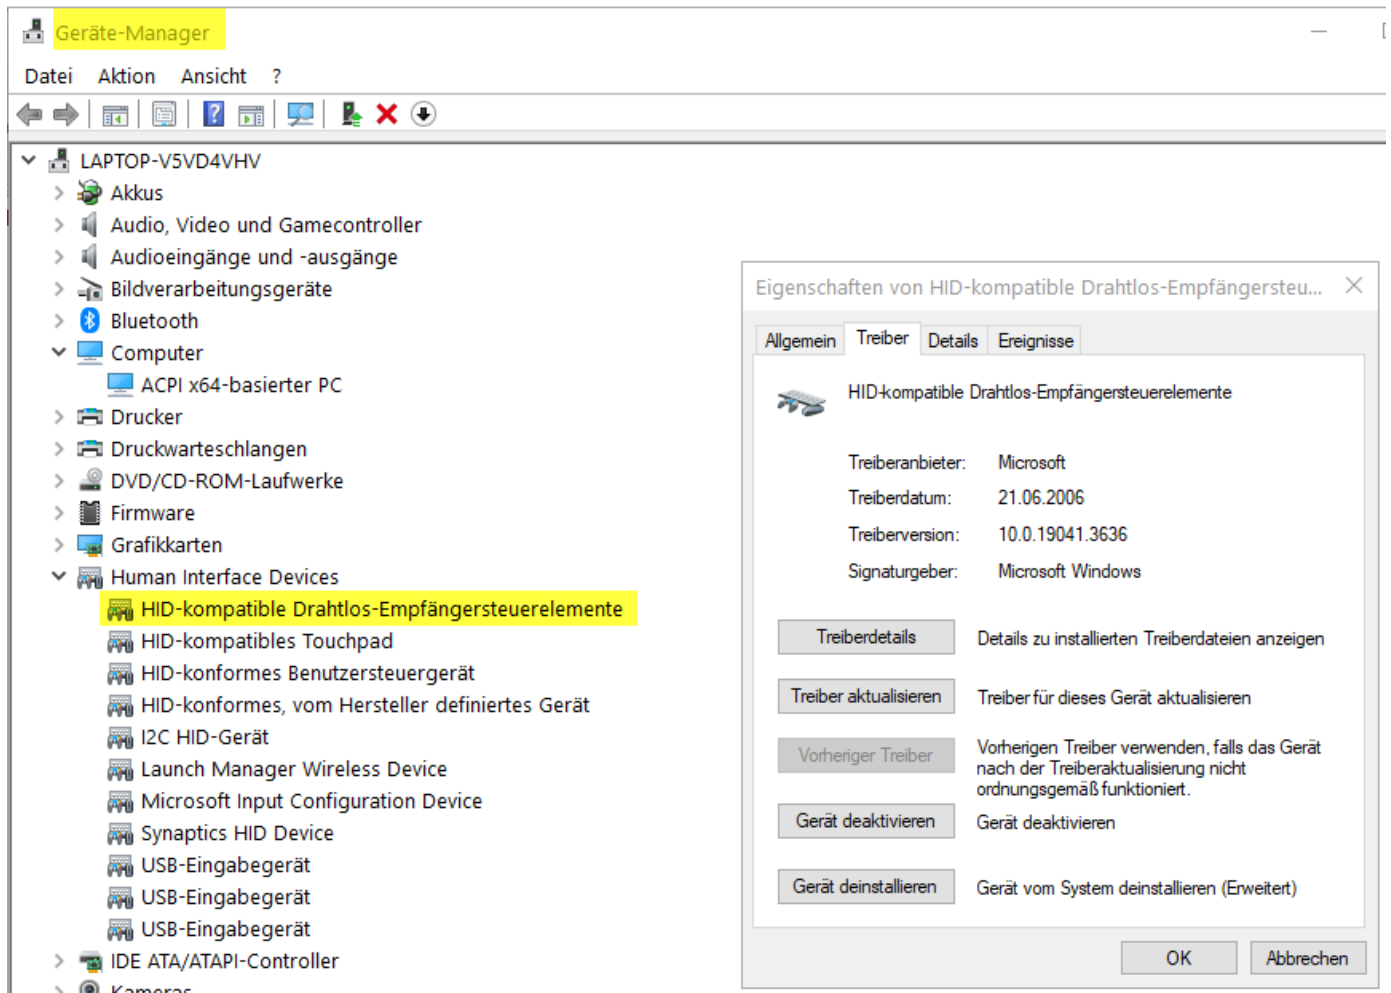 Geräte-Manager
Datei Aktion Ansicht ?
LAPTOP-V5VD4VHV
Akkus
Audio, Video und Gamecontroller
Audioeingänge und -ausgänge
Bildverarbeitungsgeräte
Bluetooth
Computer
ACPI x64-basierter PC
Drucker
Druckwarteschlangen
DVD/CD-ROM-Laufwerke
Firmware
Grafikkarten
Human Interface Devices
HID-kompatible Drahtlos-Empfängersteuerelemente
HID-kompatibles Touchpad
HID-konformes Benutzersteuergerät
HID-konformes, vom Hersteller definiertes Gerät
I2C HID-Gerät
Launch Manager Wireless Device
Microsoft Input Configuration Device
Synaptics HID Device
USB-Eingabegerät
USB-Eingabegerät
USB-Eingabegerät
IDE ATA/ATAPI-Controller
Kameras
Eigenschaften von HID-kompatible Drahtlos-Empfängersteu...
Allgemein Treiber Details Ereignisse
HID-kompatible Drahtlos-Empfängersteuerelemente
Treiberanbieter: Microsoft
Treiberdatum: 21.06.2006
Treiberversion: 10.0.19041.3636
Signaturgeber: Microsoft Windows
Treiberdetails Details zu installierten Treiberdateien anzeigen
Treiber aktualisieren Treiber für dieses Gerät aktualisieren
Vorheriger Treiber Vorherigen Treiber verwenden, falls das Gerät
nach der Treiberaktualisierung nicht
ordnungsgemäß funktioniert.
Gerät deaktivieren Gerät deaktivieren
Gerät deinstallieren Gerät vom System deinstallieren (Erweitert)
OK Abbrechen